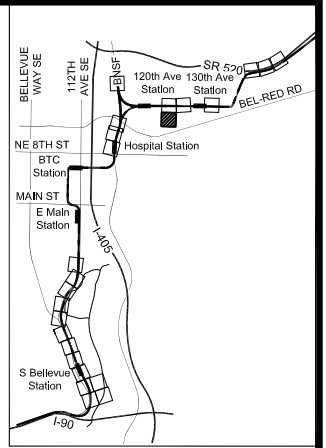 BELLEVUE
WAY SE
112TH
AVE SE
BNSF
SR 520
120th Ave
Station
130th Ave
Station
BEL-RED RD
NE 8TH ST
Hospital Station
BTC
Station
MAIN ST
E Main
Station
I-405
S Bellevue
Station
I-90